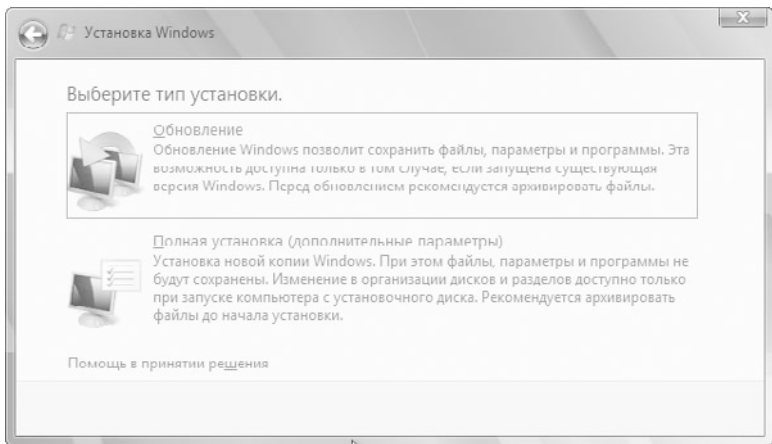 Установка Windows
Выберите тип установки.
Обновление
Обновление Windows позволит сохранить файлы, параметры и программы. Эта
возможность доступна только в том случае, если запущена существующая
версия Windows. Перед обновлением рекомендуется архивировать файлы.
Полная установка (дополнительные параметры)
Установка новой копии Windows. При этом файлы, параметры и программы не
будут сохранены. Изменение в организации дисков и разделов доступно только
при запуске компьютера с установочного диска. Рекомендуется архивировать
файлы до начала установки.
Помощь в принятии решения